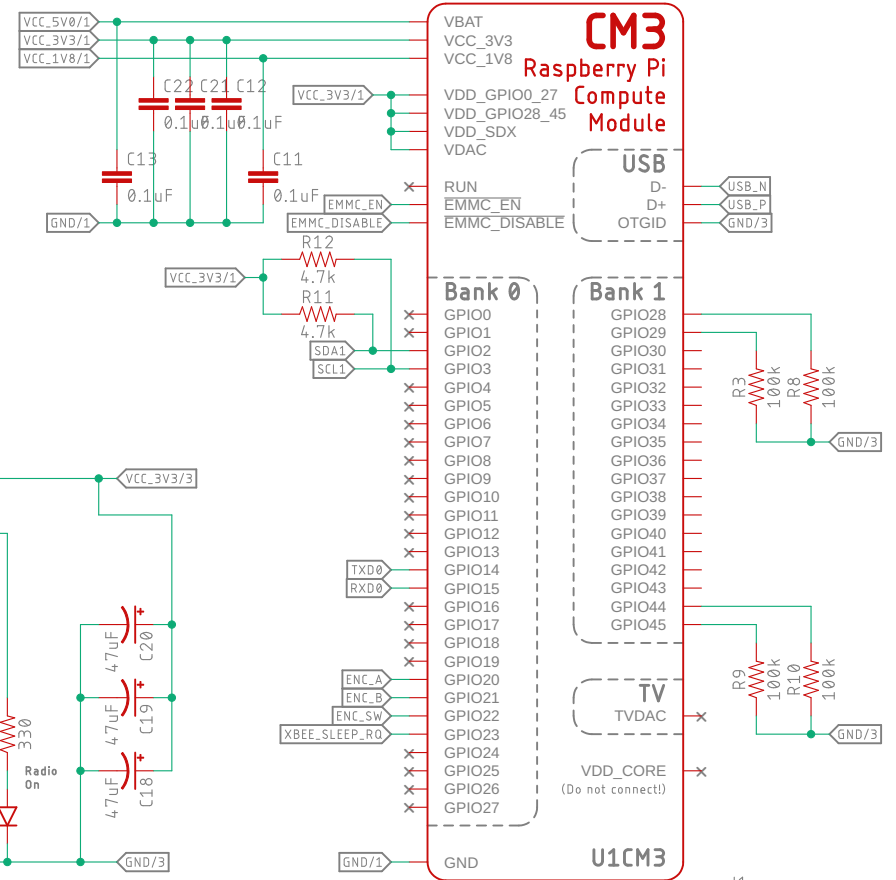 VCC_5V0/1
VCC_3V3/1
VCC_1V8/1
C22
C21
C12
0.1uF
0.1uF
0.1uF
C13
0.1uF
C11
0.1uF
GND/1
VCC_3V3/1
EMMC_EN
EMMC_DISABLE
R12
4.7k
VCC_3V3/1
R11
4.7k
SDA1
SCL1
VCC_3V3/3
TXD0
RXD0
47uF
C20
47uF
C19
47uF
C18
330
Radio
On
ENC_A
ENC_B
ENC_SW
XBEE_SLEEP_RQ
GND/3
GND/1
VBAT
VCC_3V3
VCC_1V8
CM3
Raspberry Pi
Compute
Module
VDD_GPIO0_27
VDD_GPIO28_45
VDD_SDX
VDAC
RUN
EMMC_EN
EMMC_DISABLE
USB
D-
D+
OTGID
USB_N
USB_P
GND/3
Bank 0
GPIO0
GPIO1
GPIO2
GPIO3
GPIO4
GPIO5
GPIO6
GPIO7
GPIO8
GPIO9
GPIO10
GPIO11
GPIO12
GPIO13
GPIO14
GPIO15
GPIO16
GPIO17
GPIO18
GPIO19
GPIO20
GPIO21
GPIO22
GPIO23
GPIO24
GPIO25
GPIO26
GPIO27
GND
Bank 1
GPIO28
GPIO29
GPIO30
GPIO31
GPIO32
GPIO33
GPIO34
GPIO35
GPIO36
GPIO37
GPIO38
GPIO39
GPIO40
GPIO41
GPIO42
GPIO43
GPIO44
GPIO45
TV
TVDAC
VDD_CORE
(Do not connect!)
U1CM3
R3
100k
R8
100k
GND/3
R9
100k
R10
100k
GND/3